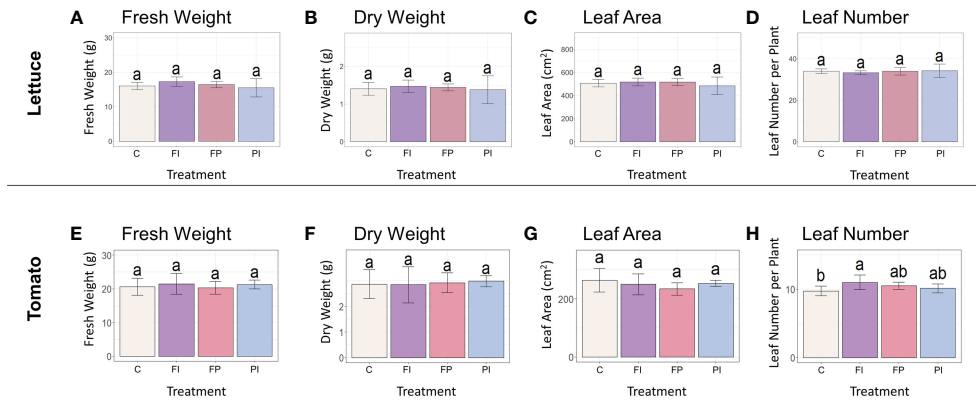 A Fresh Weight
B Dry Weight
C Leaf Area
D Leaf Number
Lettuce
Fresh Weight (g)
30
20
10
0
a a a a
C FI FP PI
Treatment
Dry Weight (g)
2
1
0
a a a a
C FI FP PI
Treatment
Leaf Area (cm²)
800
600
400
200
0
a a a a
C FI FP PI
Treatment
Leaf Number per Plant
40
20
0
a a a a
C FI FP PI
Treatment
E Fresh Weight
F Dry Weight
G Leaf Area
H Leaf Number
Tomato
Fresh Weight (g)
30
20
10
0
a a a a
C FI FP PI
Treatment
Dry Weight (g)
2
1
0
a a a a
C FI FP PI
Treatment
Leaf Area (cm²)
200
0
a a a a
C FI FP PI
Treatment
Leaf Number per Plant
10
0
b a ab ab
C FI FP PI
Treatment